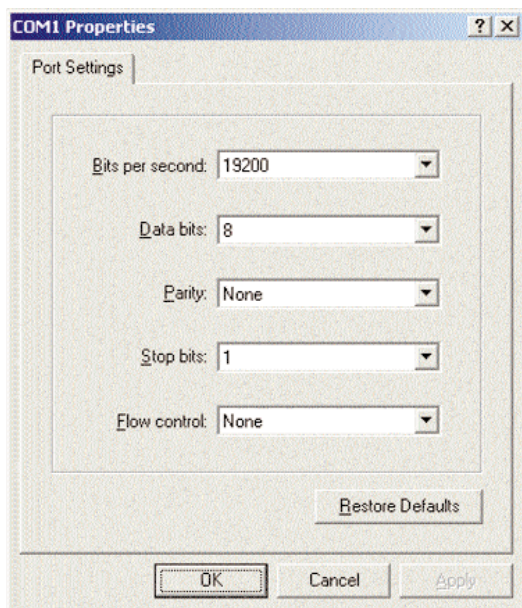 COM1 Properties
Port Settings
Bits per second: 19200
Data bits: 8
Parity: None
Stop bits: 1
Flow control: None
Restore Defaults
OK Cancel Apply